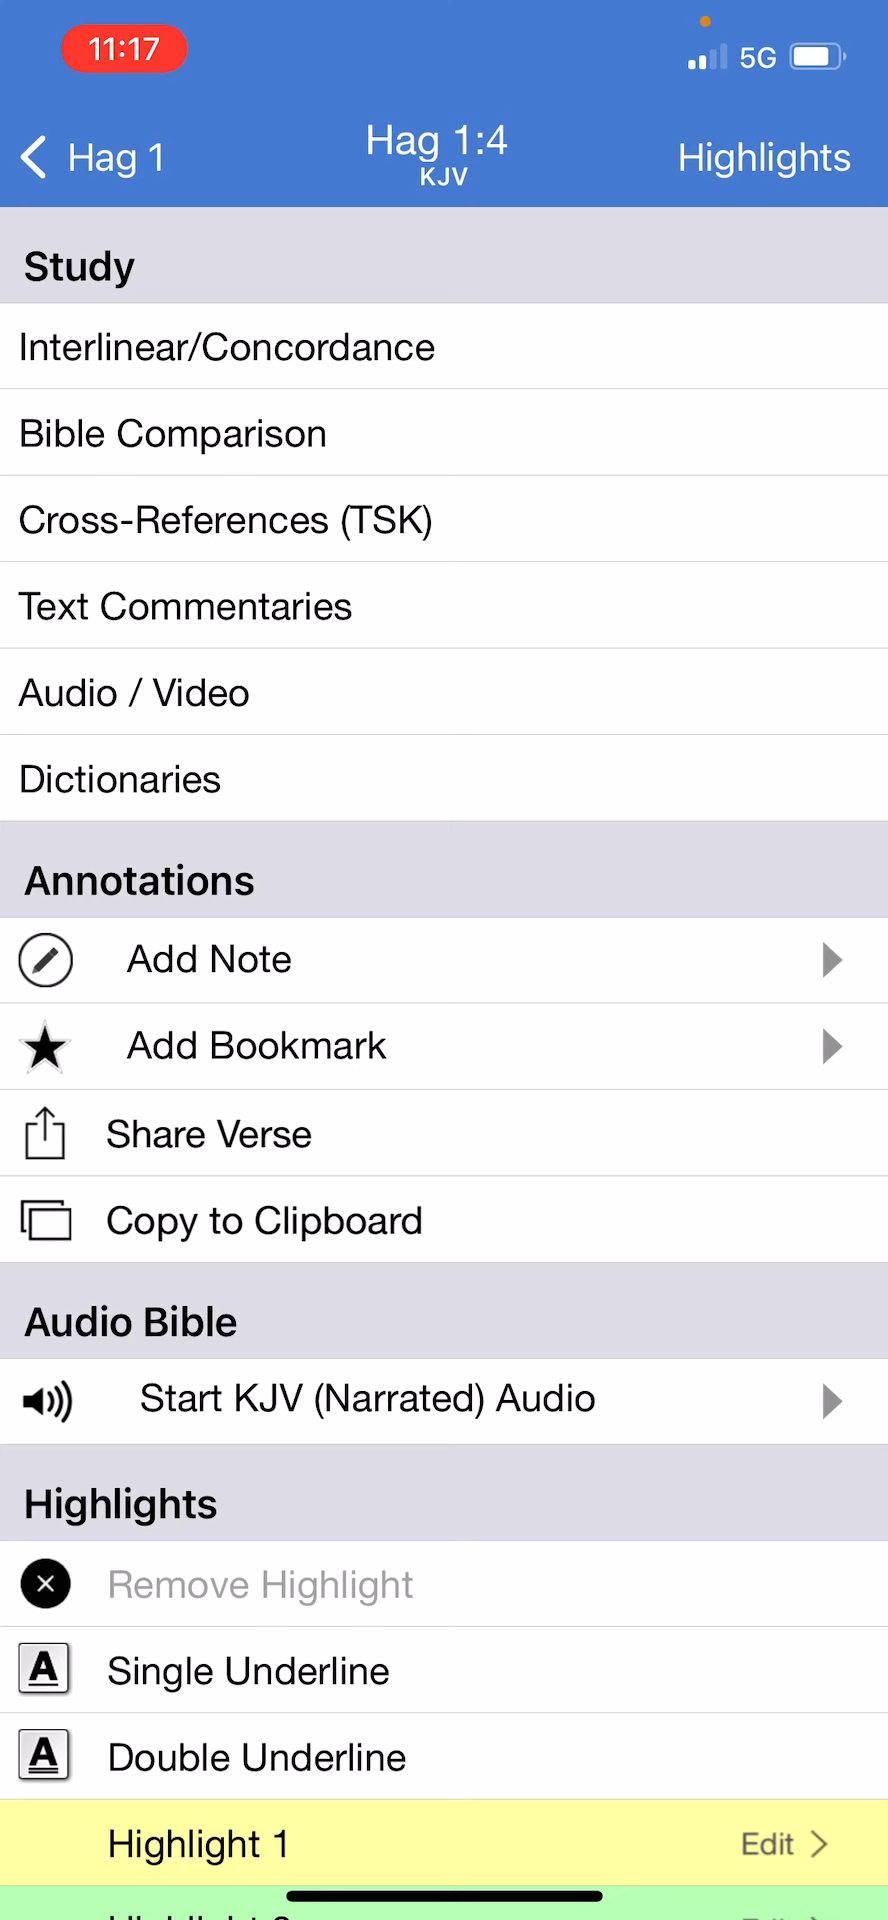 11:17
5G
Hag 1
Hag 1:4
KJV
Highlights
Study
Interlinear/Concordance
Bible Comparison
Cross-References (TSK)
Text Commentaries
Audio / Video
Dictionaries
Annotations
Add Note
Add Bookmark
Share Verse
Copy to Clipboard
Audio Bible
Start KJV (Narrated) Audio
Highlights
Remove Highlight
A Single Underline
A Double Underline
Highlight 1
Edit